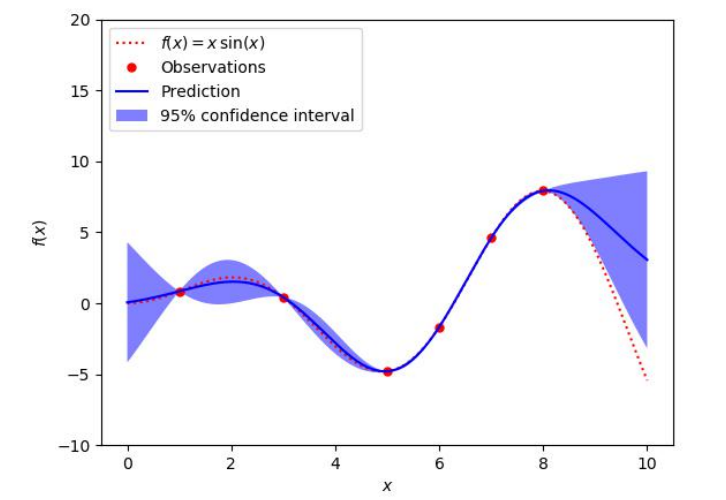 20
15
10
5
0
−5
−10
f(x)
f(x) = x sin(x)
Observations
Prediction
95% confidence interval
0 2 4 6 8 10
x